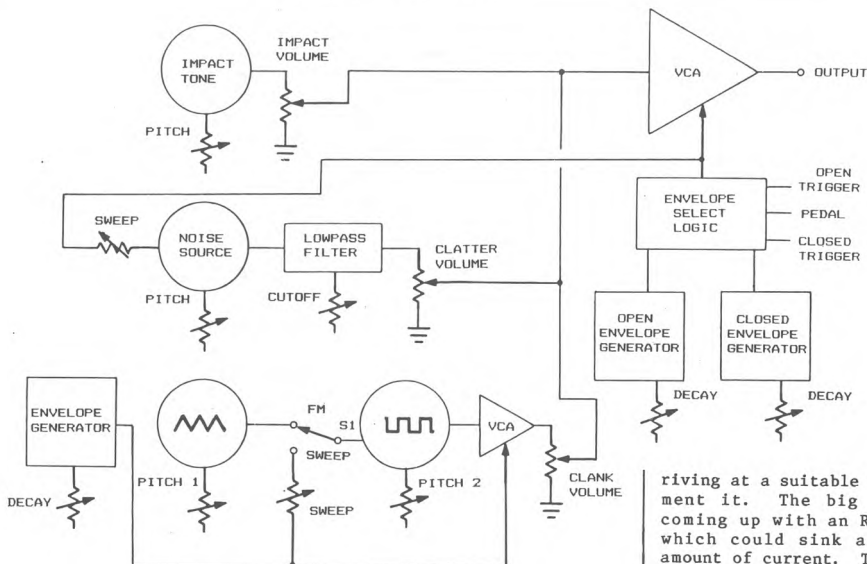 IMPACT
VOLUME
IMPACT
TONE
VCA
OUTPUT
PITCH
OPEN
TRIGGER
ENVELOPE
SELECT
LOGIC
PEDAL
CLOSED
TRIGGER
SWEEP
NOISE
SOURCE
LOWPASS
FILTER
CLATTER
VOLUME
PITCH
CUTOFF
OPEN
ENVELOPE
GENERATOR
CLOSED
ENVELOPE
GENERATOR
DECAY
DECAY
ENVELOPE
GENERATOR
FM
S1
SWEEP
VCA
CLANK
VOLUME
DECAY
PITCH 1
SWEEP
PITCH 2
riving at a suitable
ment it. The big
coming up with an R
which could sink a
amount of current. T